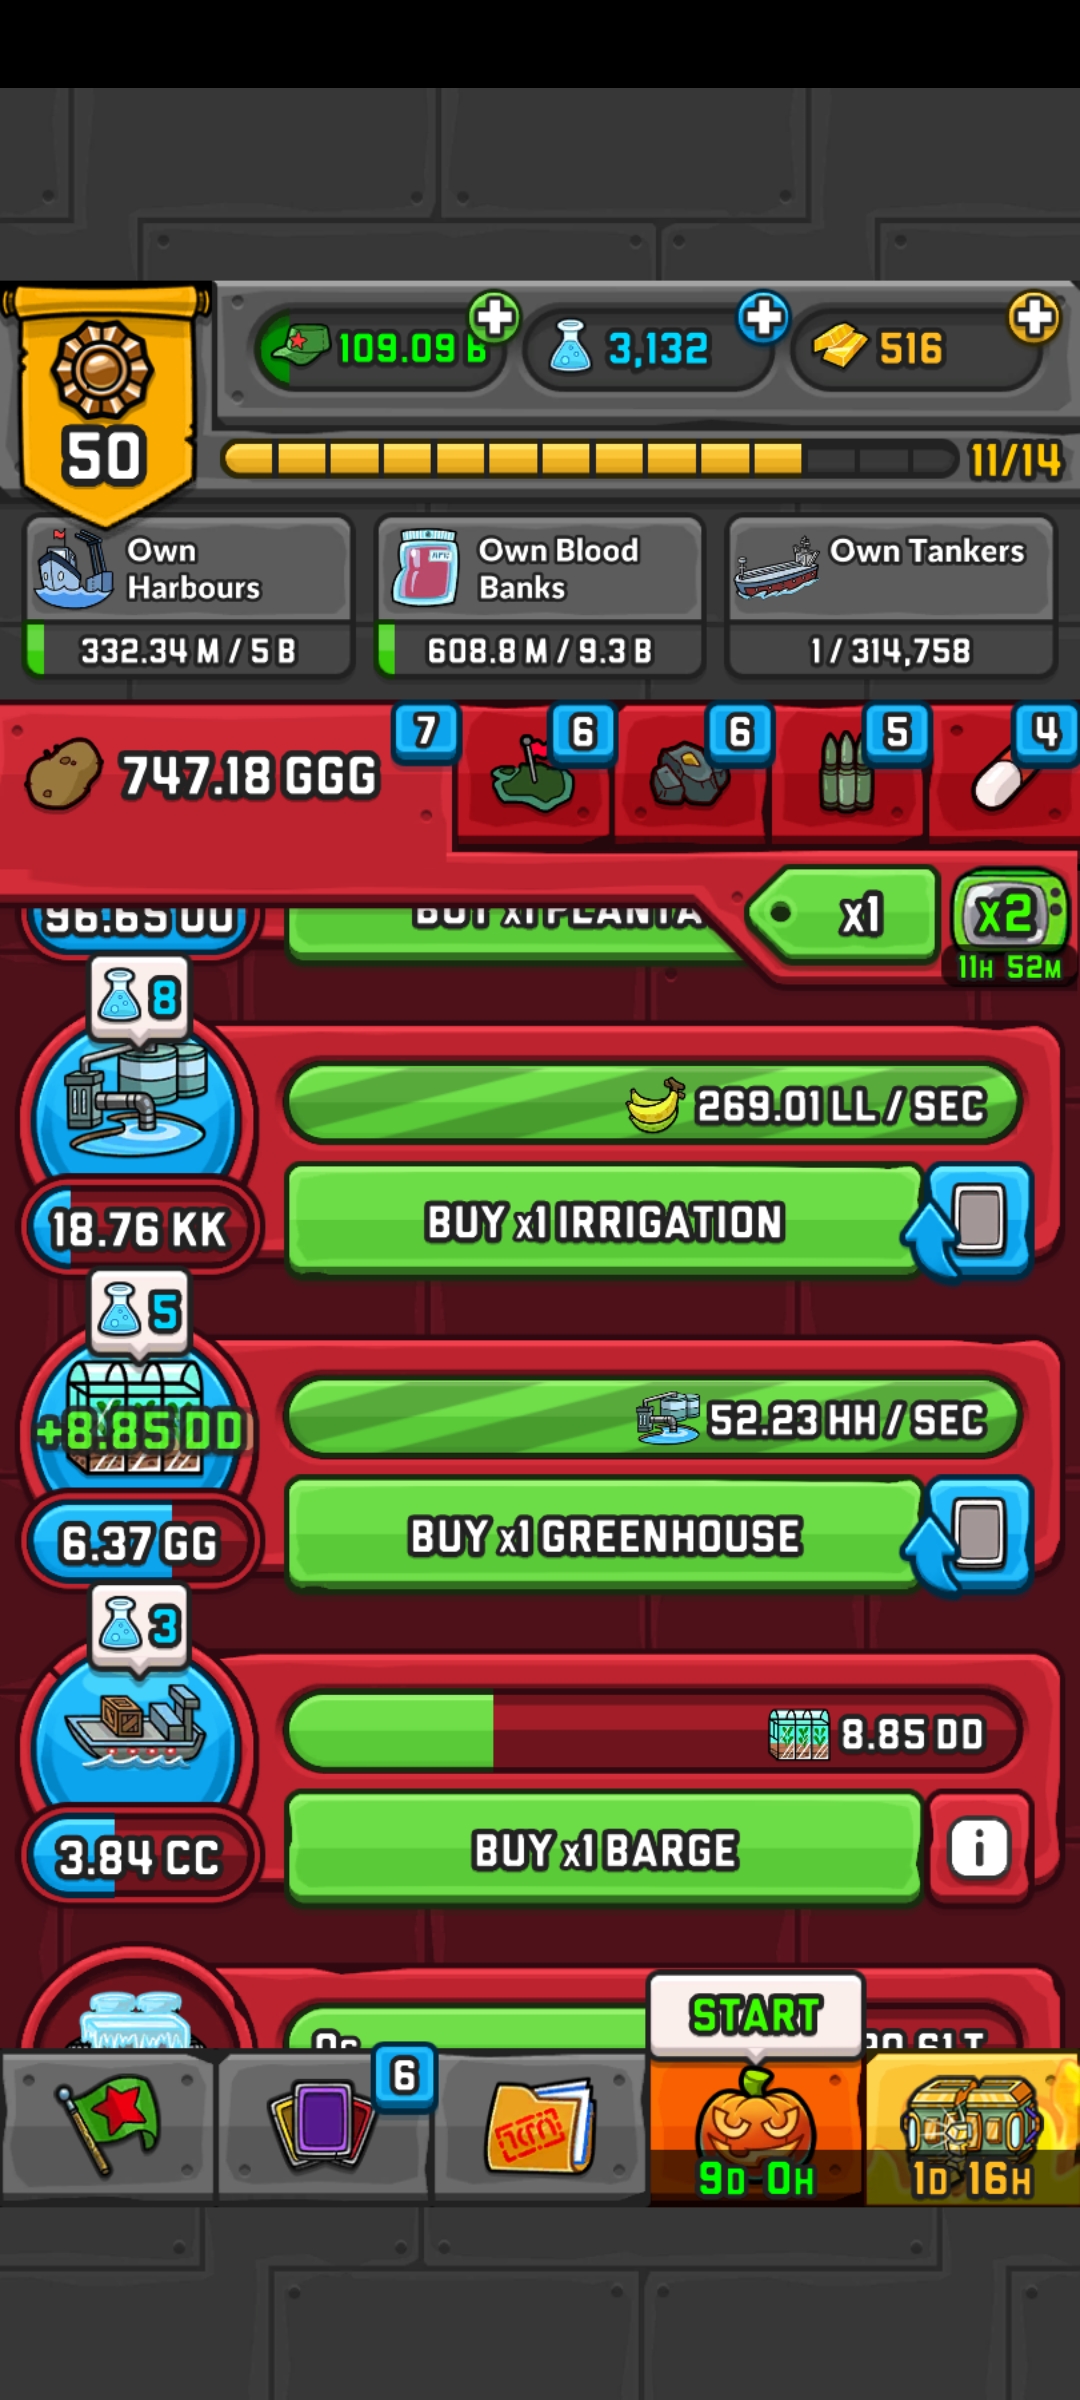 109.09 B
3,132
516
50
11/14
Own
Harbours
332.34 M / 5 B
Own Blood
Banks
608.8 M / 9.3 B
Own Tankers
1 / 314,758
747.18 GGG
7
6
6
5
4
x1
x2
11H 52M
96.65 DD
BUY x1 PLANTA
8
269.01 LL / SEC
18.76 KK
BUY x1 IRRIGATION
5
+8.85 DD
52.23 HH / SEC
6.37 GG
BUY x1 GREENHOUSE
3
8.85 DD
3.84 CC
BUY x1 BARGE
i
START
6
9D 0H
1D 16H